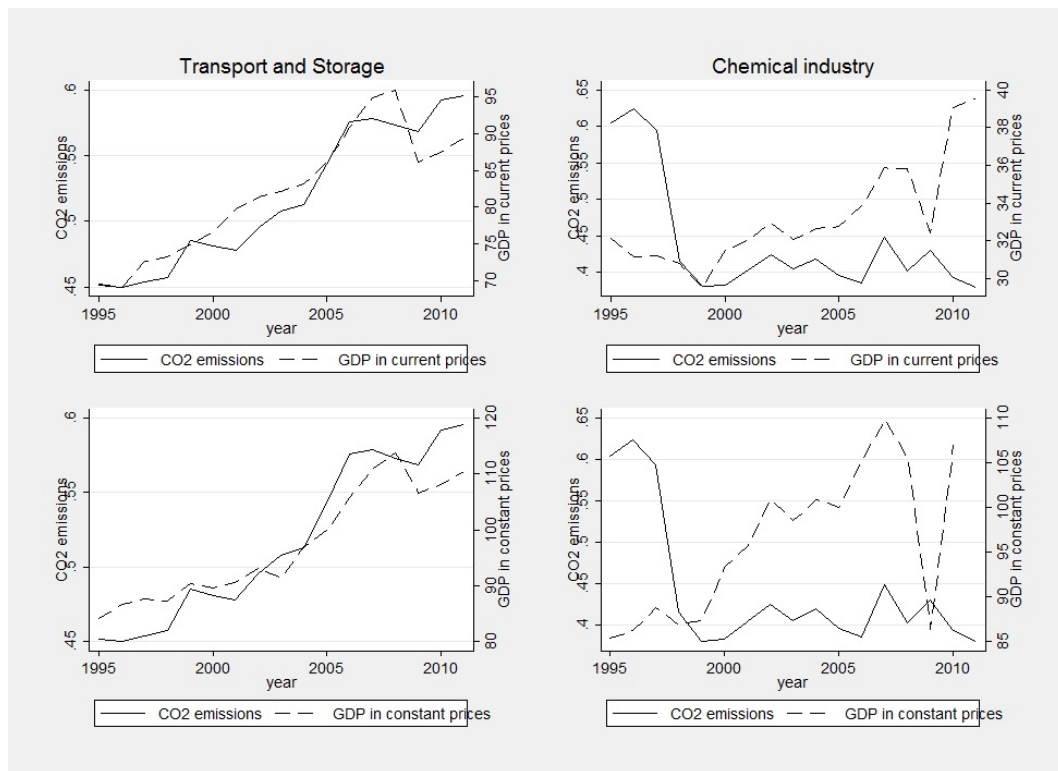 Transport and Storage
CO2 emissions
.45 .5 .55 .6
GDP in current prices
70 75 80 85 90 95
1995 2000 2005 2010
year
CO2 emissions GDP in current prices
Chemical industry
CO2 emissions
.4 .45 .5 .55 .6 .65
GDP in current prices
30 32 34 36 38 40
1995 2000 2005 2010
year
CO2 emissions GDP in current prices
CO2 emissions
.45 .5 .55 .6
GDP in constant prices
80 90 100 110 120
1995 2000 2005 2010
year
CO2 emissions GDP in constant prices
CO2 emissions
.4 .45 .5 .55 .6 .65
GDP in constant prices
85 90 95 100 105 110
1995 2000 2005 2010
year
CO2 emissions GDP in constant prices